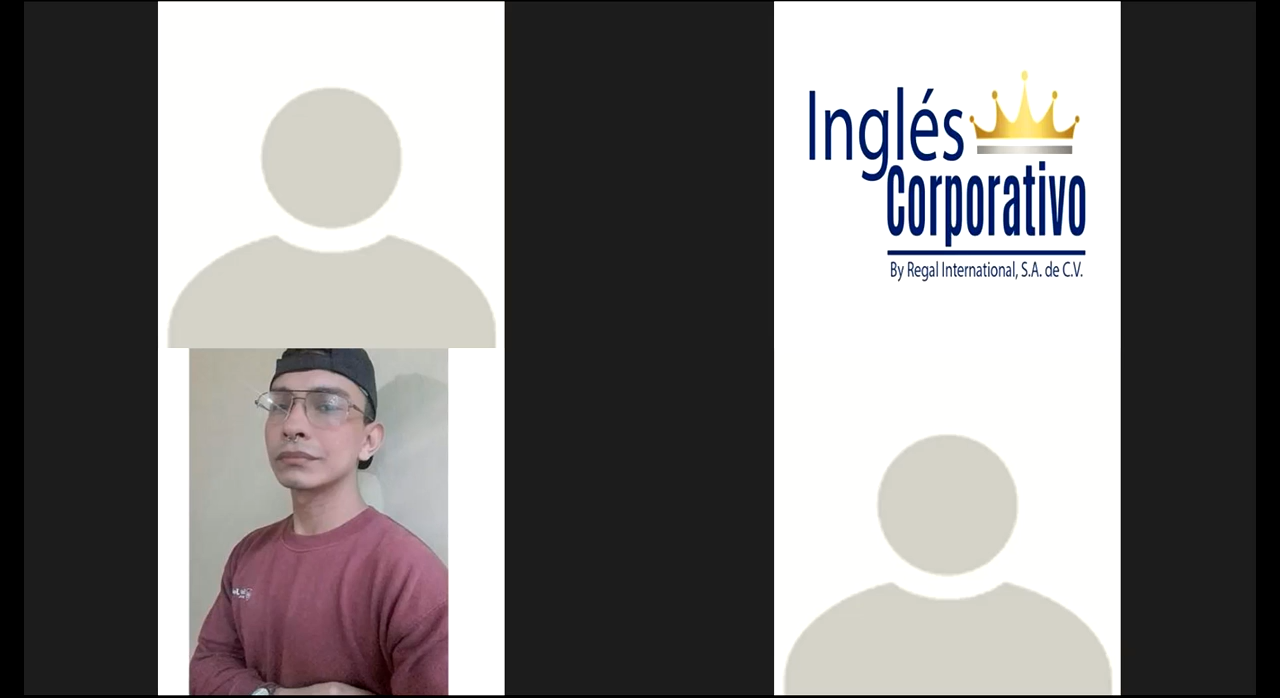 Inglés
Corporativo
By Regal International, S.A. de C.V.